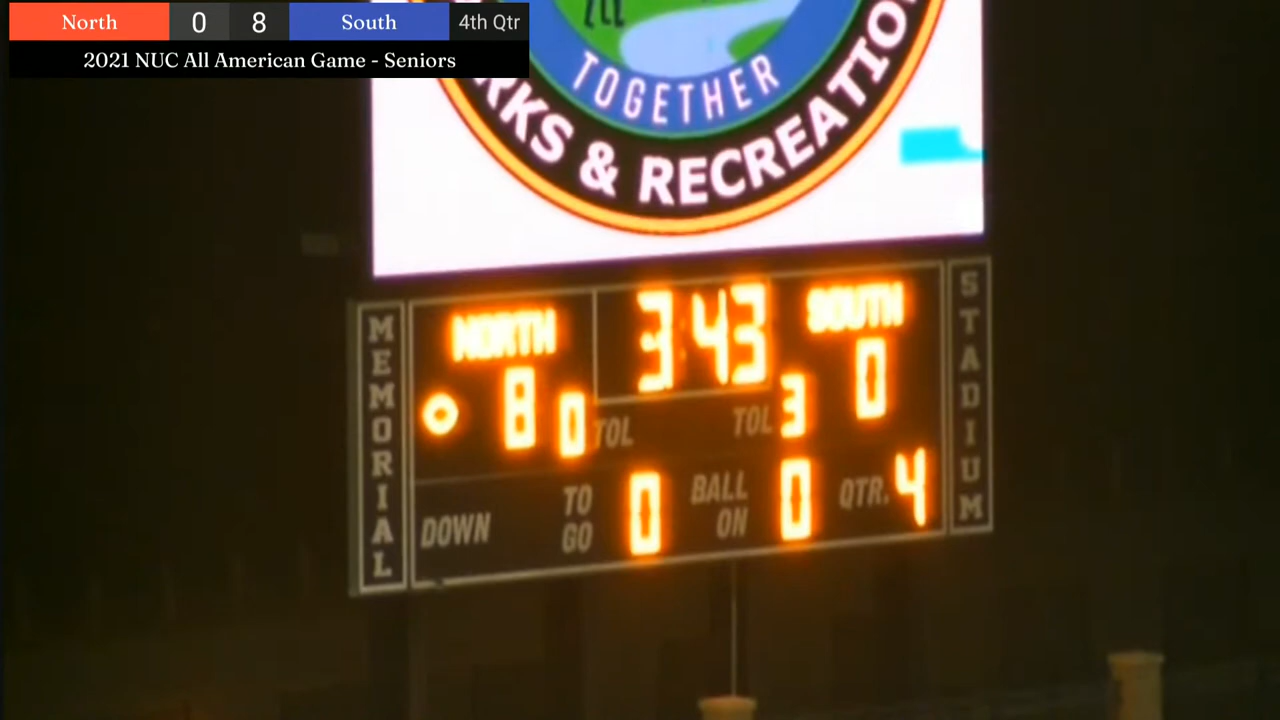 North 0 8 South 4th Qtr
2021 NUC All American Game - Seniors
TOGETHER
RKS & RECREATIO
MEMORIAL
NORTH 3:43 SOUTH
8 0 TOL TOL 3 0
DOWN TO GO 0 BALL ON 0 QTR. 4
STADIUM